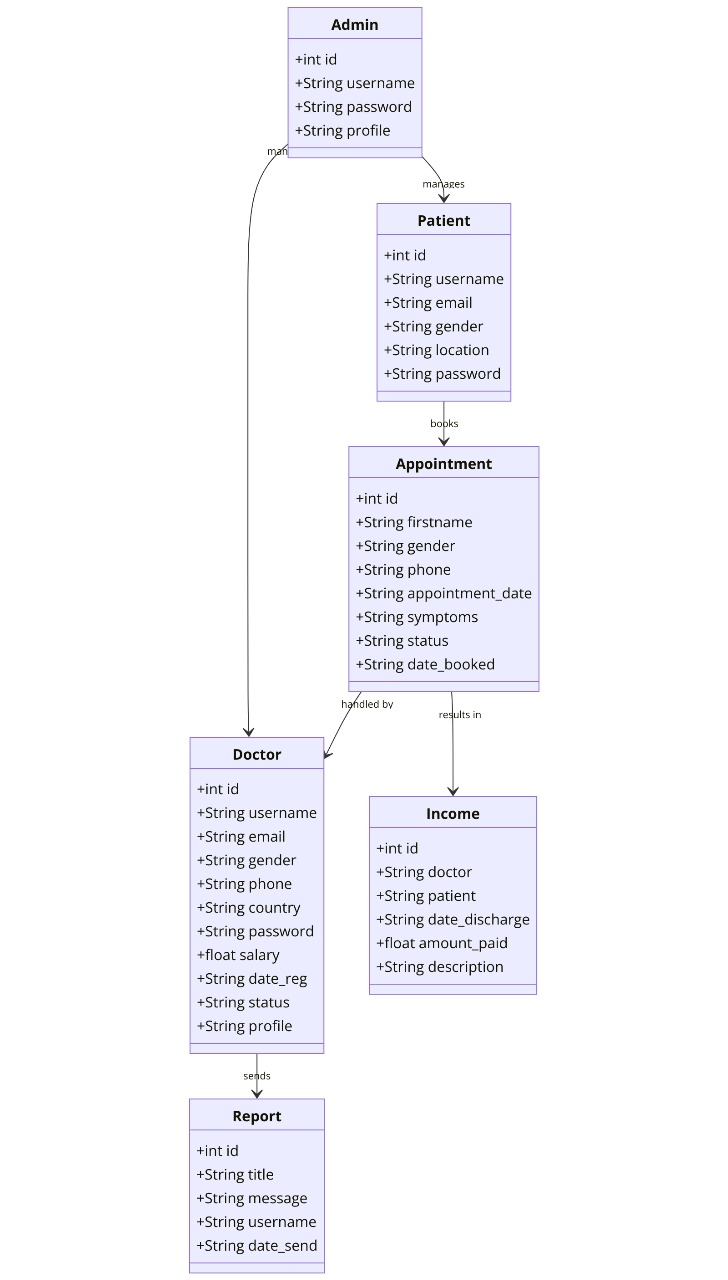 Admin
+int id
+String username
+String password
+String profile
man
manages
Patient
+int id
+String username
+String email
+String gender
+String location
+String password
books
Appointment
+int id
+String firstname
+String gender
+String phone
+String appointment_date
+String symptoms
+String status
+String date_booked
handled by
results in
Doctor
+int id
+String username
+String email
+String gender
+String phone
+String country
+String password
+float salary
+String date_reg
+String status
+String profile
Income
+int id
+String doctor
+String patient
+String date_discharge
+float amount_paid
+String description
sends
Report
+int id
+String title
+String message
+String username
+String date_send